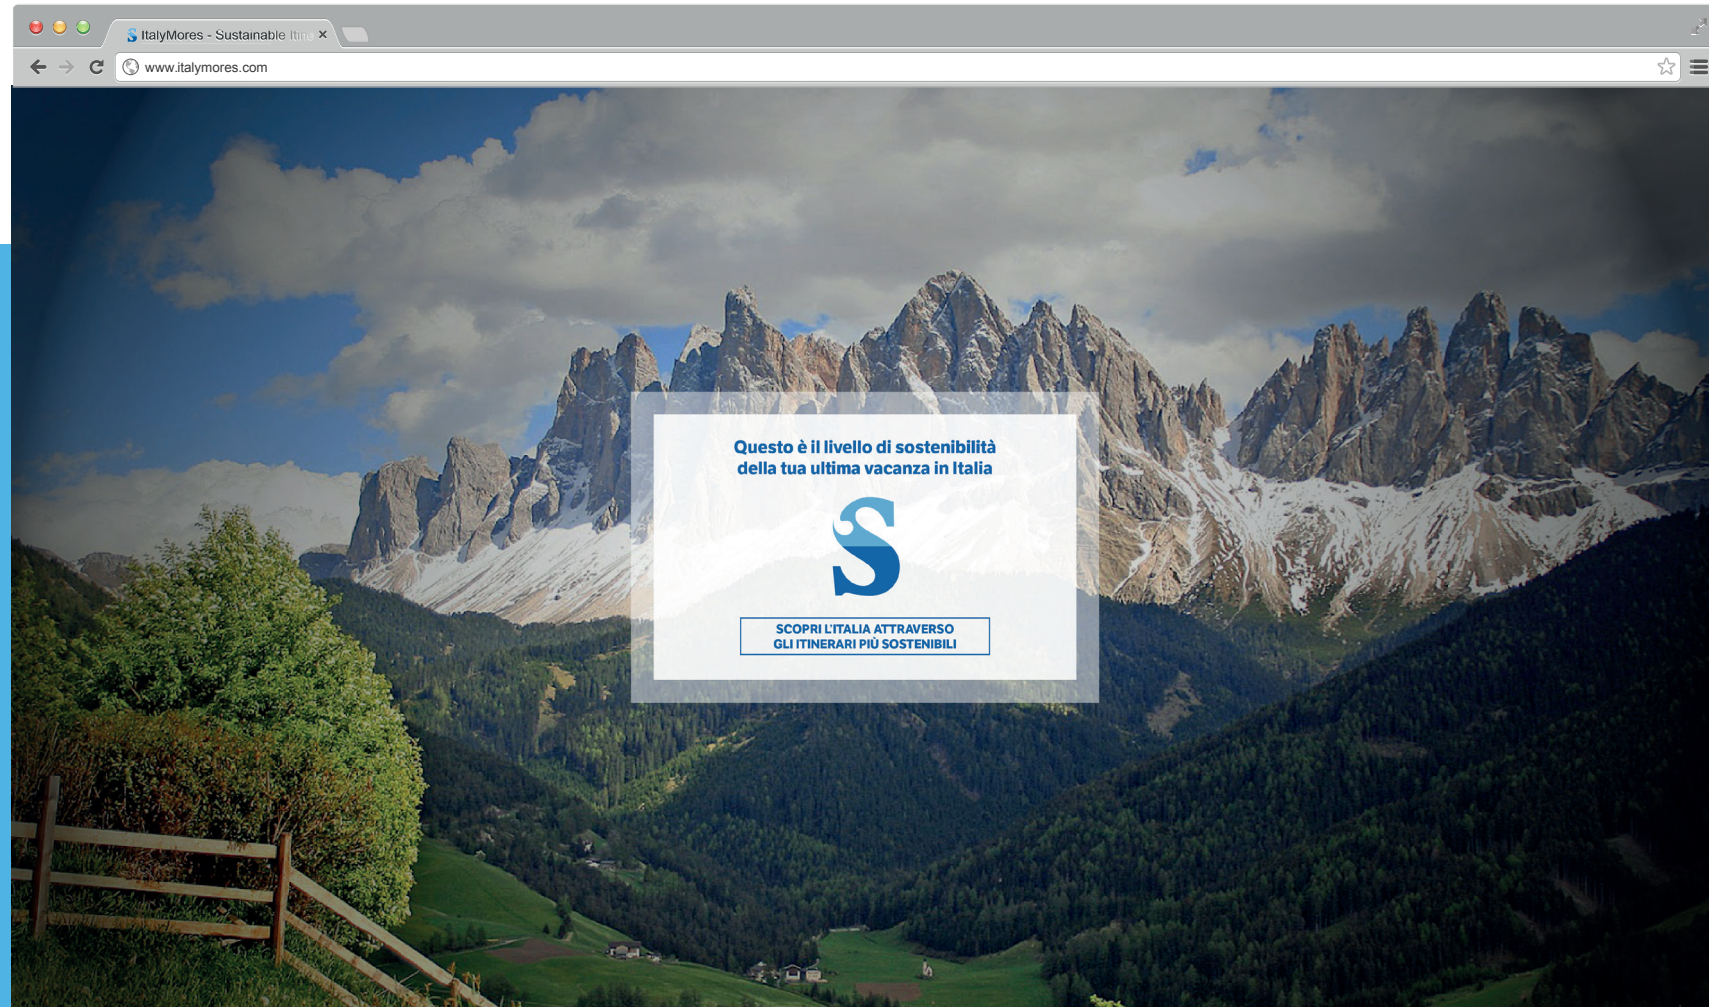 ItalyMores - Sustainable Itine
www.italymores.com
Questo è il livello di sostenibilità
della tua ultima vacanza in Italia
S
SCOPRI L'ITALIA ATTRAVERSO
GLI ITINERARI PIÙ SOSTENIBILI